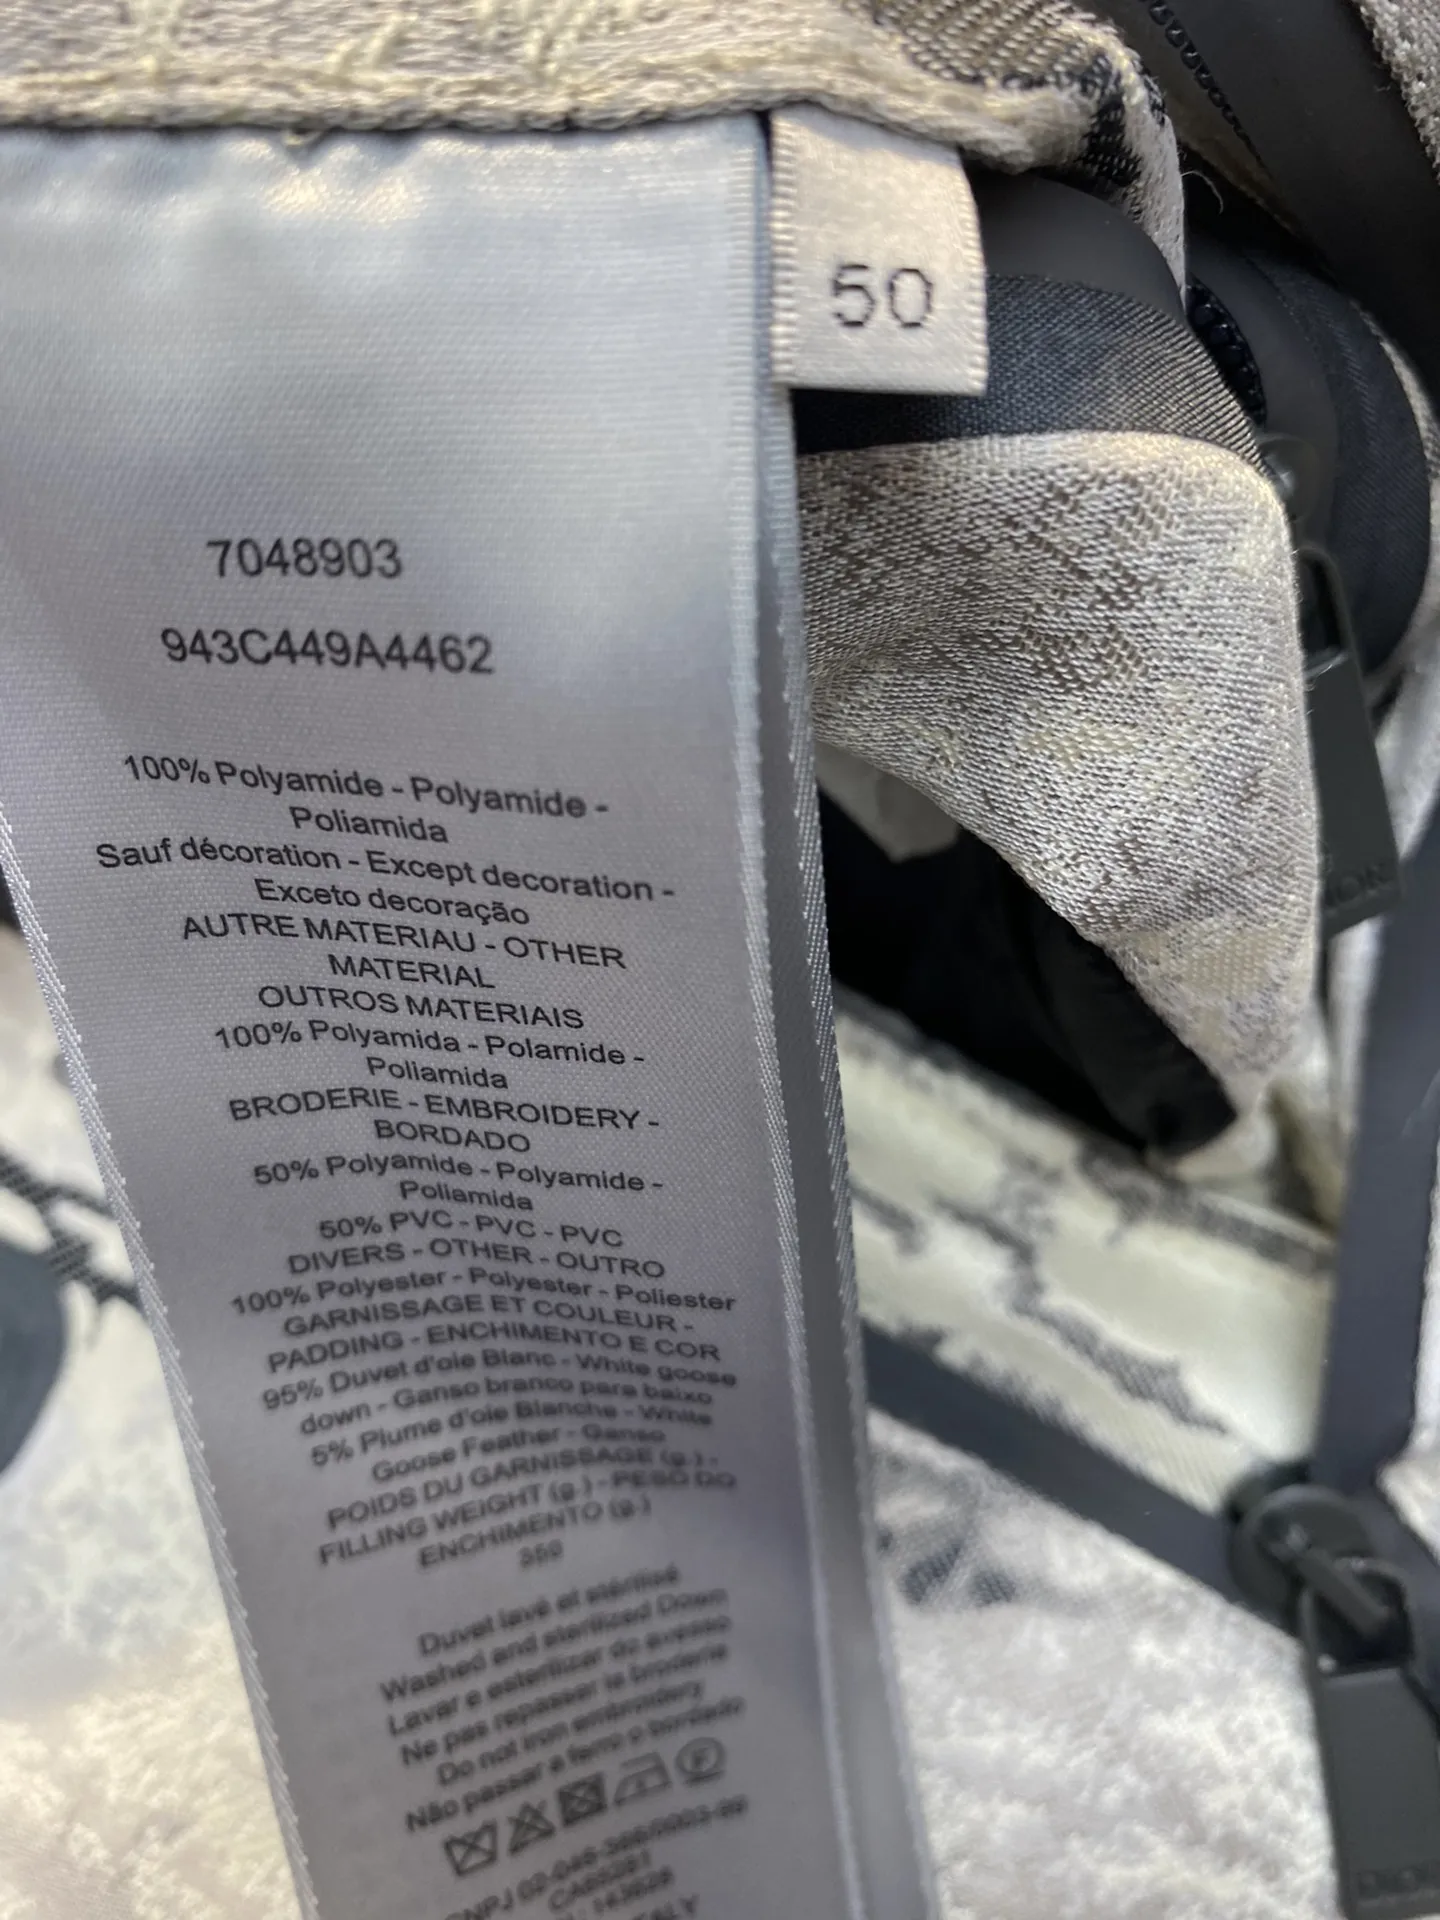 50
7048903
943C449A4462
100% Polyamide - Polyamide -
Poliamida
Sauf décoration - Except decoration -
Exceto decoração
AUTRE MATERIAU - OTHER
MATERIAL
OUTROS MATERIAIS
100% Polyamida - Polamide -
Poliamida
BRODERIE - EMBROIDERY -
BORDADO
50% Polyamide - Polyamide -
Poliamida
50% PVC - PVC - PVC
DIVERS - OTHER - OUTRO
100% Polyester - Polyester - Poliester
GARNISSAGE ET COULEUR -
PADDING - ENCHIMENTO E COR
95% Duvet d'oie Blanc - White goose
down - Ganso branco para baixo
5% Plume d'oie Blanche - White
Goose Feather - Ganso
POIDS DU GARNISSAGE (g.) -
FILLING WEIGHT (g.) - PESO DO
ENCHIMENTO (g.)
350
Duvet lavé et stérilisé
Washed and sterilized Down
Lavar e esterilizar do avesso
Ne pas repasser la broderie
Do not iron embroidery
Não passar a ferro o bordado